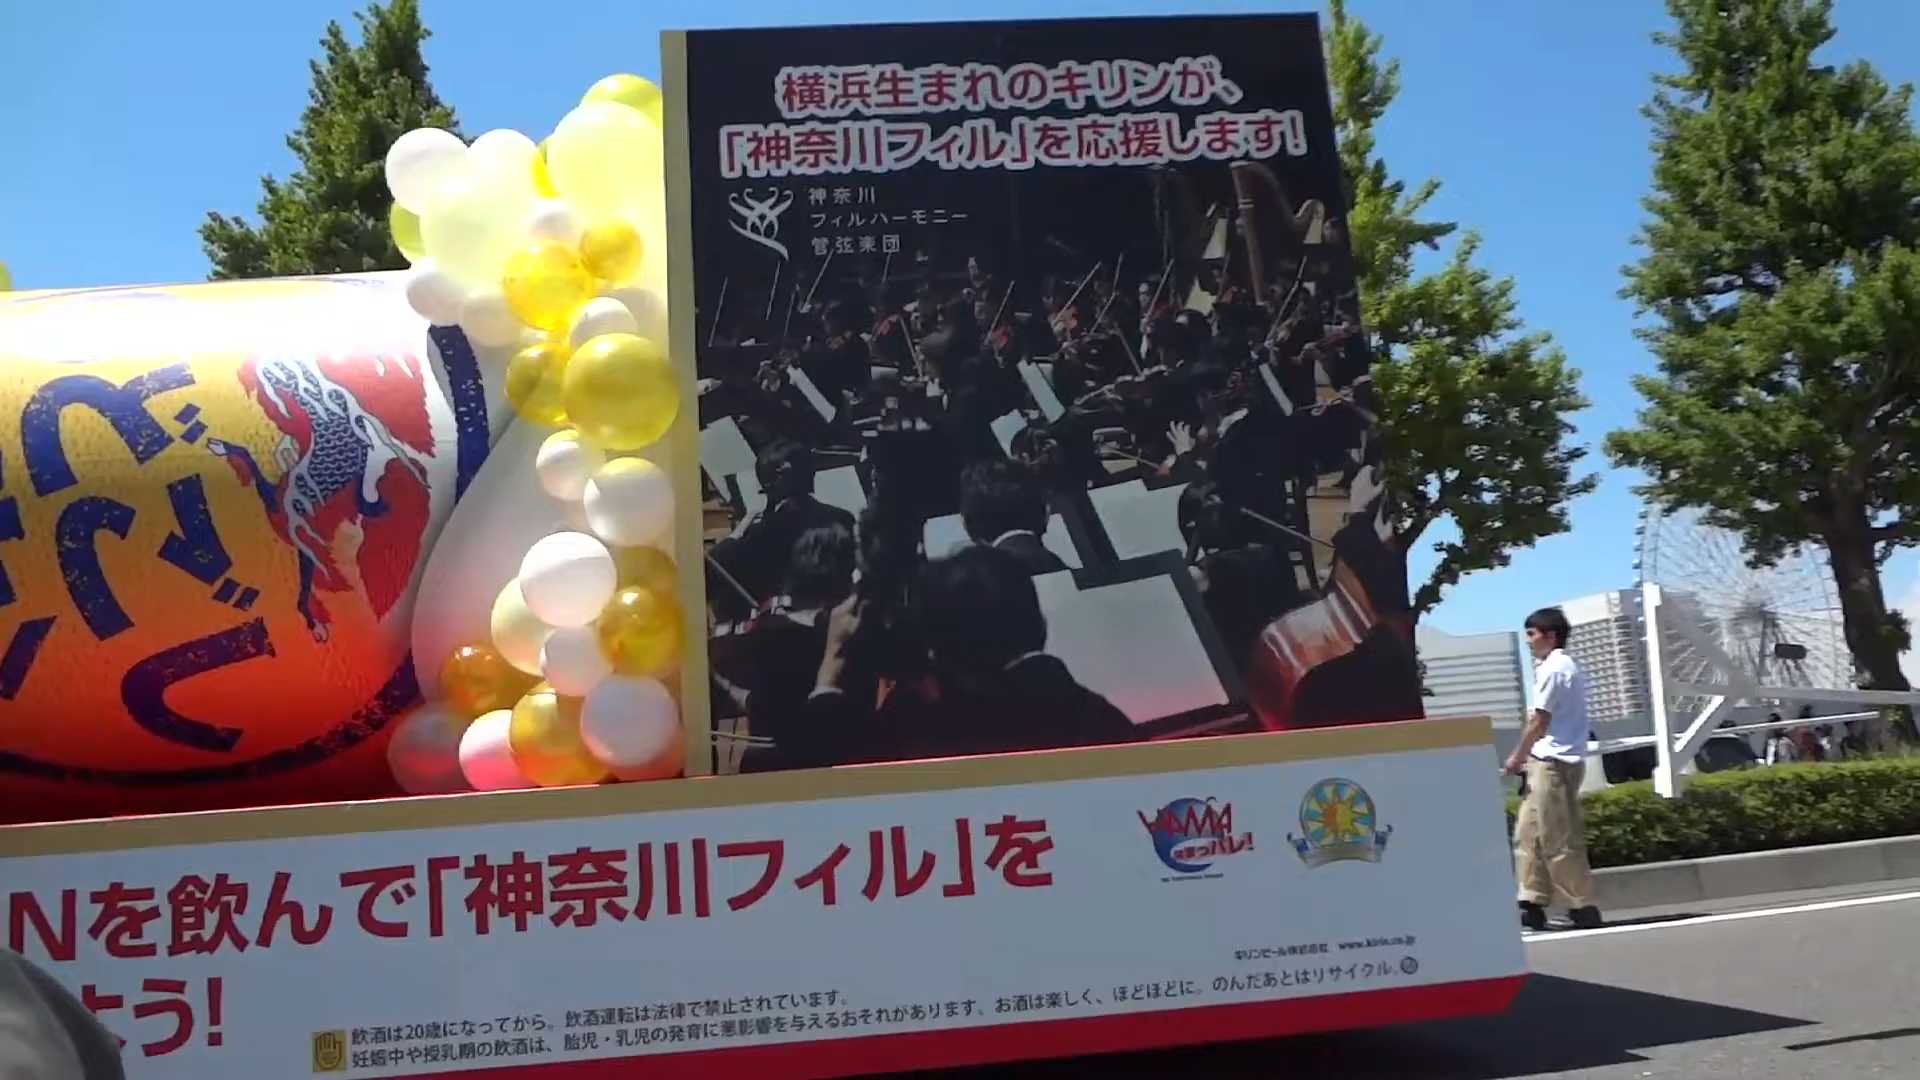 横浜生まれのキリンが、
「神奈川フィル」を応援します!
神奈川
フィルハーモニー
管弦楽団
Nを飲んで「神奈川フィル」を
よう!
HAMA
はまっパレ!
キリンビール株式会社 www.kirin.co.jp
飲酒は20歳になってから。飲酒運転は法律で禁止されています。
妊娠中や授乳期の飲酒は、胎児・乳児の発育に悪影響を与えるおそれがあります。お酒は楽しく、ほどほどに。のんだあとはリサイクル。